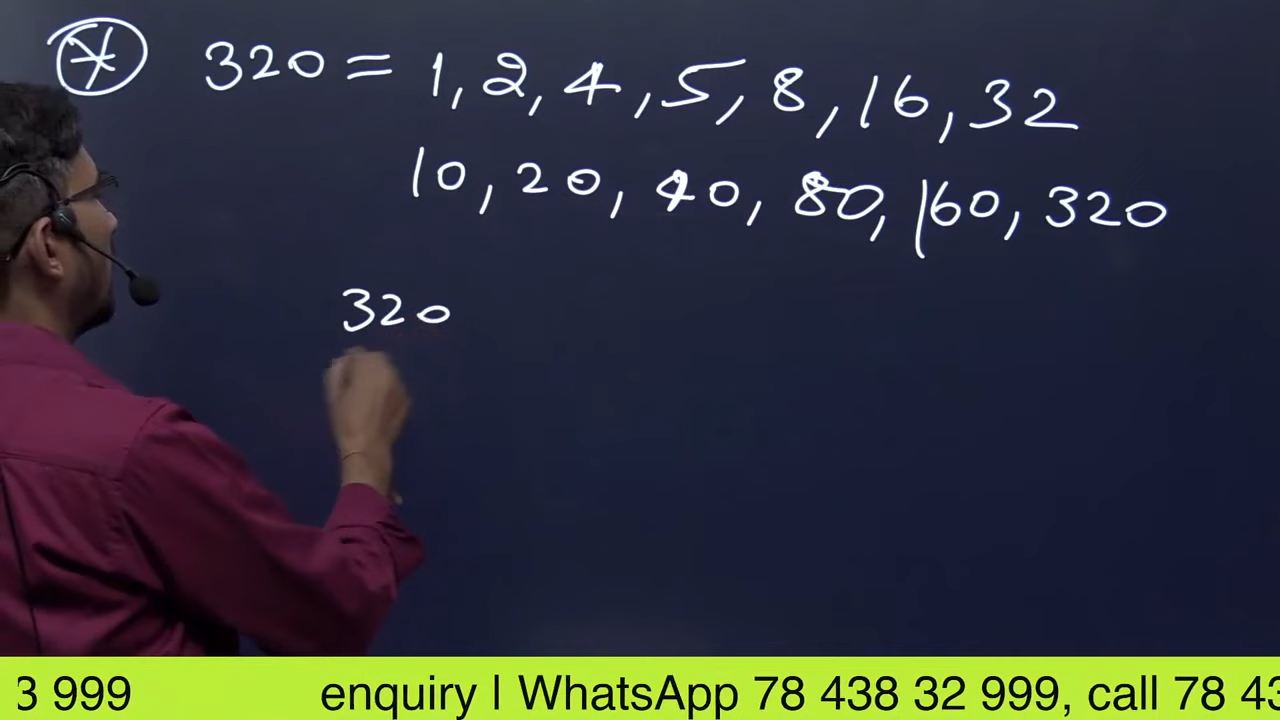 320 = 1, 2, 4, 5, 8, 16, 32
10, 20, 40, 80, 160, 320
320
3 999 enquiry | WhatsApp 78 438 32 999, call 78 43